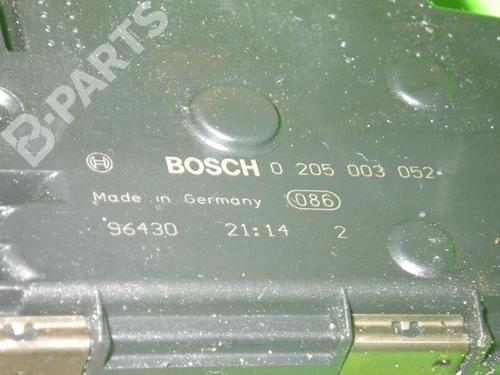 B-PARTS
BOSCH 0 205 003 052
Made in Germany 086
96430 21:14 2